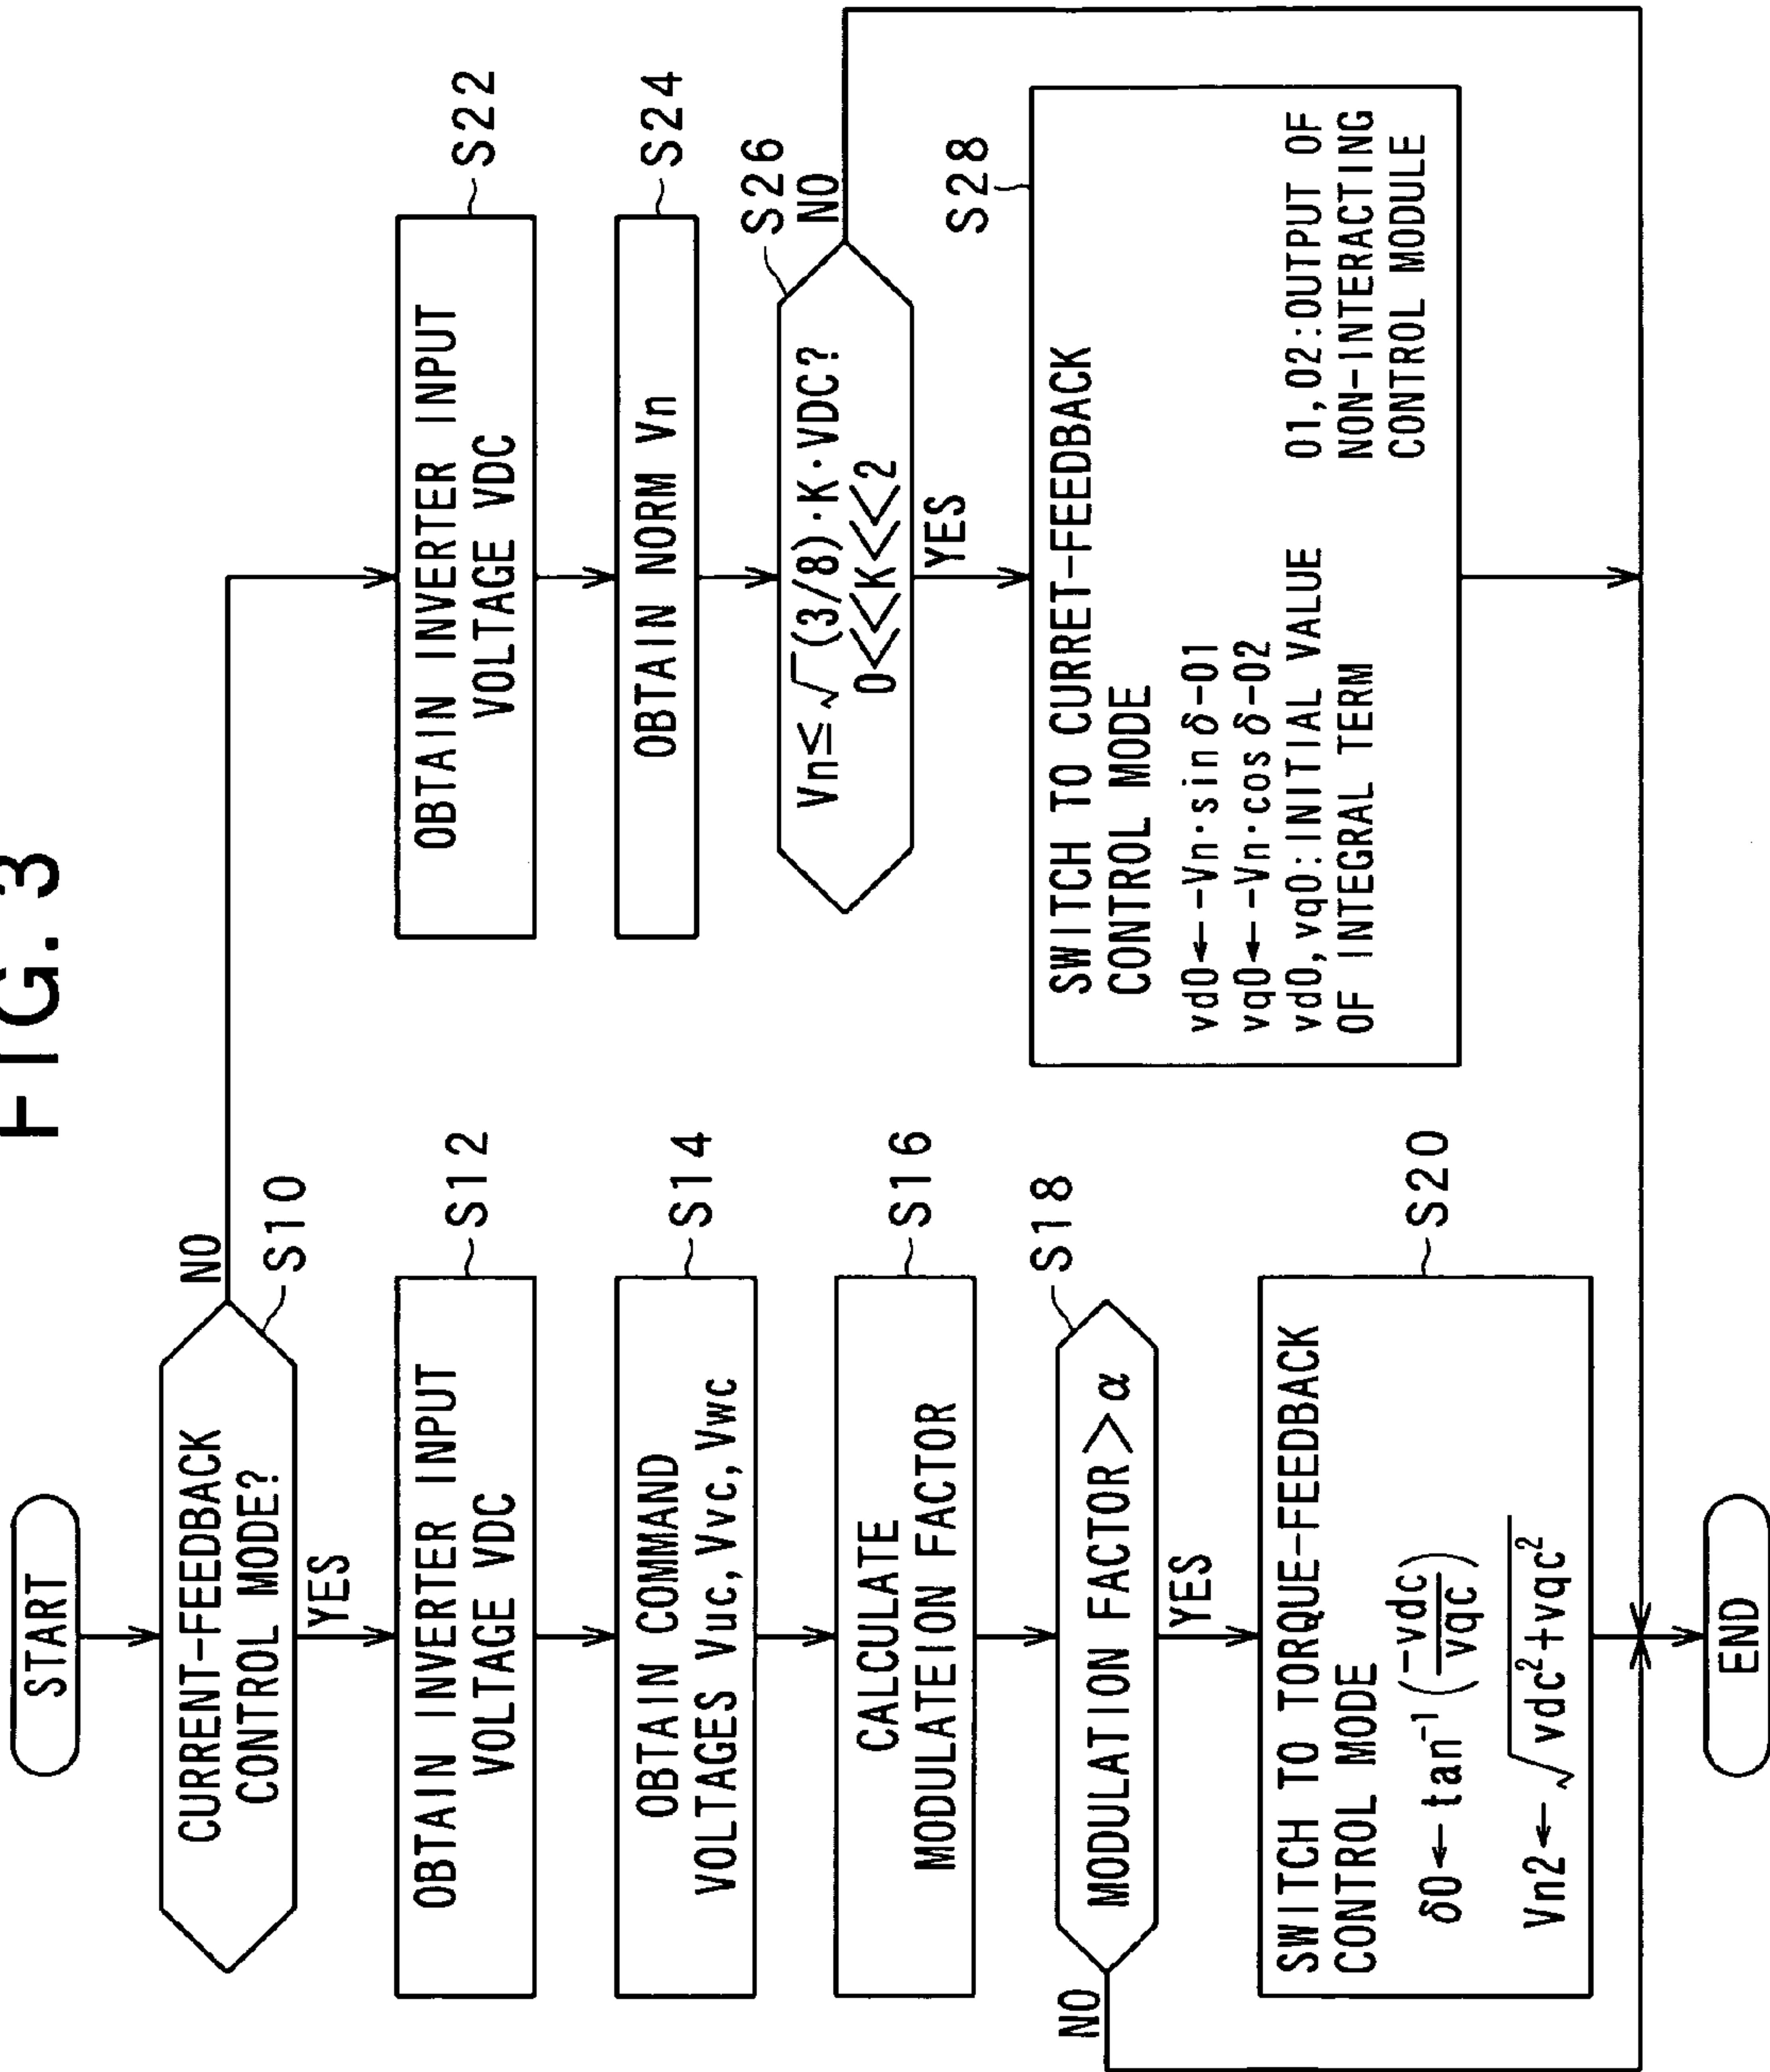 FIG. 3
START
CURRENT-FEEDBACK
CONTROL MODE?
S10
NO
YES
OBTAIN INVERTER INPUT
VOLTAGE VDC
S12
OBTAIN COMMAND
VOLTAGES Vuc, Vvc, Vwc
S14
CALCULATE
MODULATEION FACTOR
S16
MODULATION FACTOR>α
S18
NO
YES
SWITCH TO TORQUE-FEEDBACK
CONTROL MODE
δ0←tan⁻¹(-vdc/vqc)
Vn2←√vdc²+vqc²
S20
OBTAIN INVERTER INPUT
VOLTAGE VDC
S22
OBTAIN NORM Vn
S24
Vn≤√(3/8)·K·VDC?
0<<<K<<<2
S26
NO
YES
SWITCH TO CURRET-FEEDBACK
CONTROL MODE
vd0←-Vn·sinδ-01
vq0←-Vn·cosδ-02
vd0, vq0:INITIAL VALUE
OF INTEGRAL TERM
01,02:OUTPUT OF
NON-INTERACTING
CONTROL MODULE
S28
END